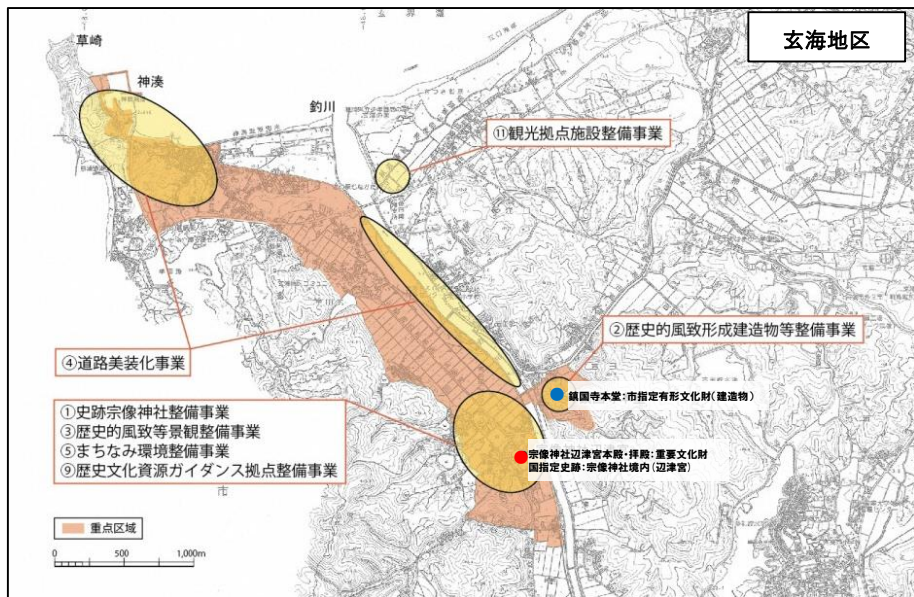 玄海地区
草崎
神湊
釣川
⑪観光拠点施設整備事業
②歴史的風致形成建造物等整備事業
④道路美装化事業
鎮国寺本堂：市指定有形文化財（建造物）
①史跡宗像神社整備事業
③歴史的風致等景観整備事業
⑤まちなみ環境整備事業
⑨歴史文化資源ガイダンス拠点整備事業
宗像神社辺津宮本殿・拝殿：重要文化財
国指定史跡：宗像神社境内（辺津宮）
市
重点区域
0 500 1,000m